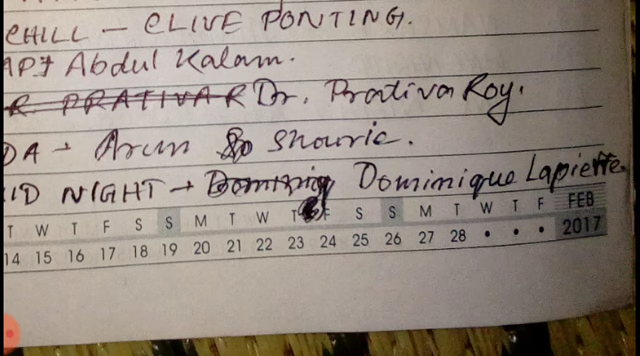 CHILL - CLIVE PONTING.
APJ Abdul Kalam.
R PRATIVA R Dr. Prativa Roy.
DA - Arun Shourie.
ID NIGHT - Dominique Lapierre.
T W T F S S M T W T F S S M T W T F FEB
14 15 16 17 18 19 20 21 22 23 24 25 26 27 28 • • • 2017